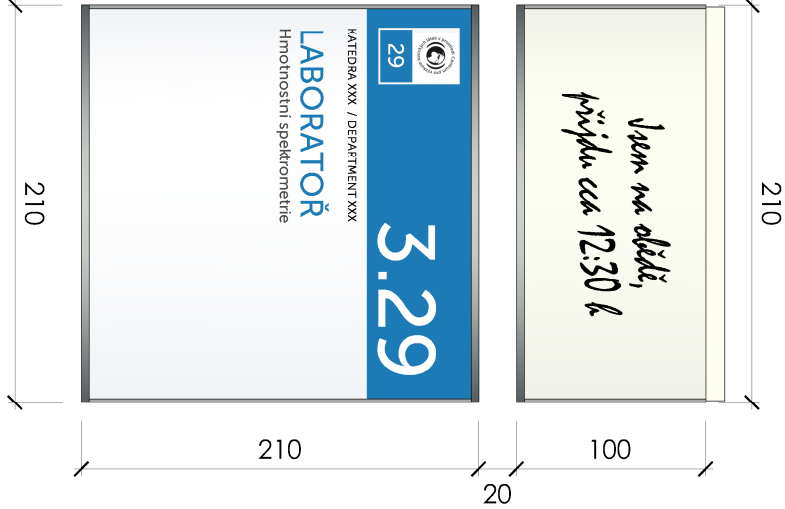 29
3.29
KATEDRA XXX / DEPARTMENT XXX
LABORATOŘ
Hmotnostní spektrometrie
Jsem na obědě,
přijdu cca 12:30 h
210
210
210
100
20